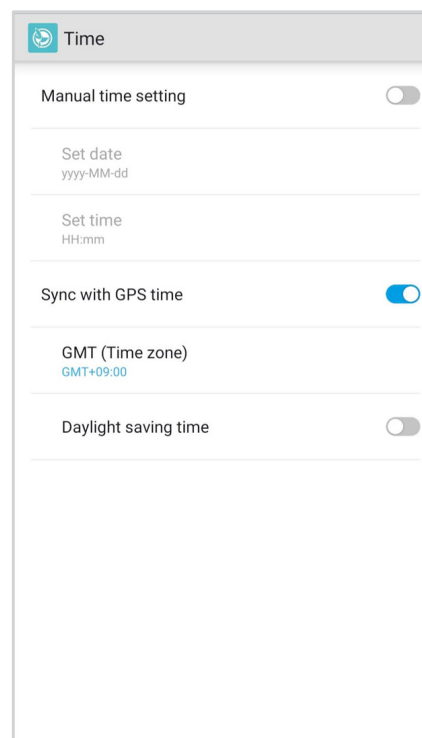 Time
Manual time setting
Set date
yyyy-MM-dd
Set time
HH:mm
Sync with GPS time
GMT (Time zone)
GMT+09:00
Daylight saving time